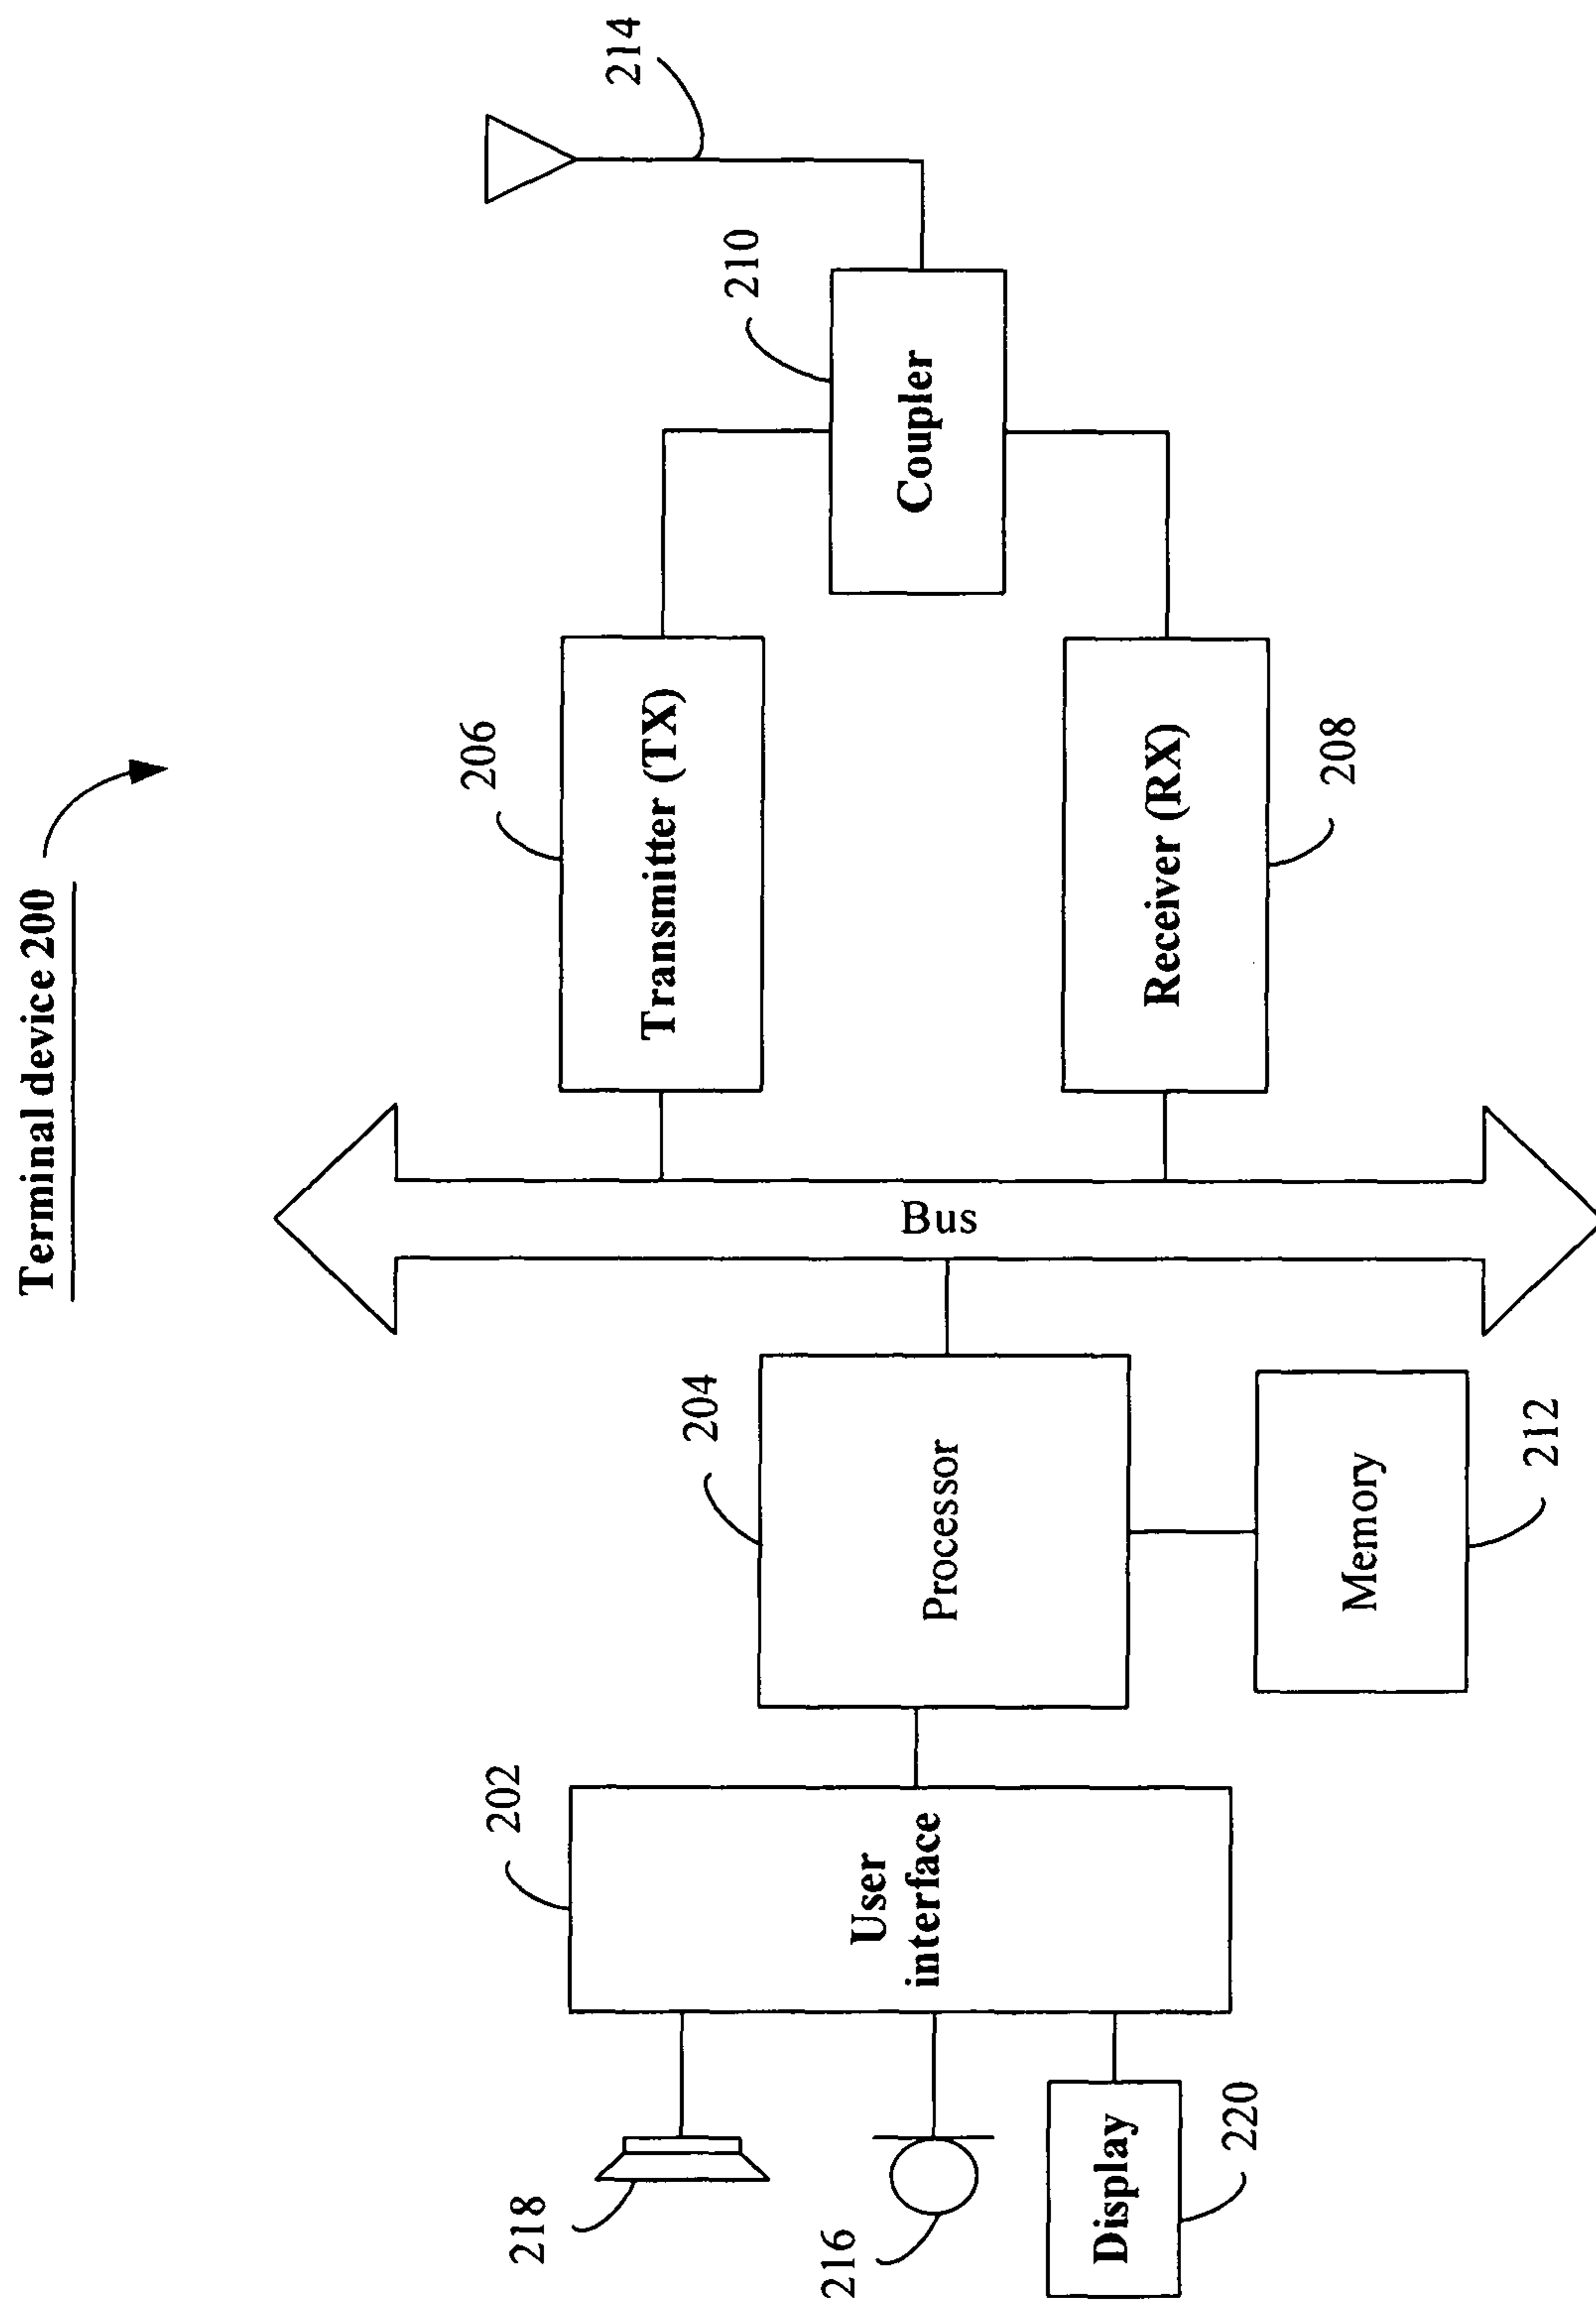 Terminal device 200
218
216
Display
220
202
User
interface
204
Processor
Memory
212
Bus
206
Transmitter (TX)
Receiver (RX)
208
210
Coupler
214